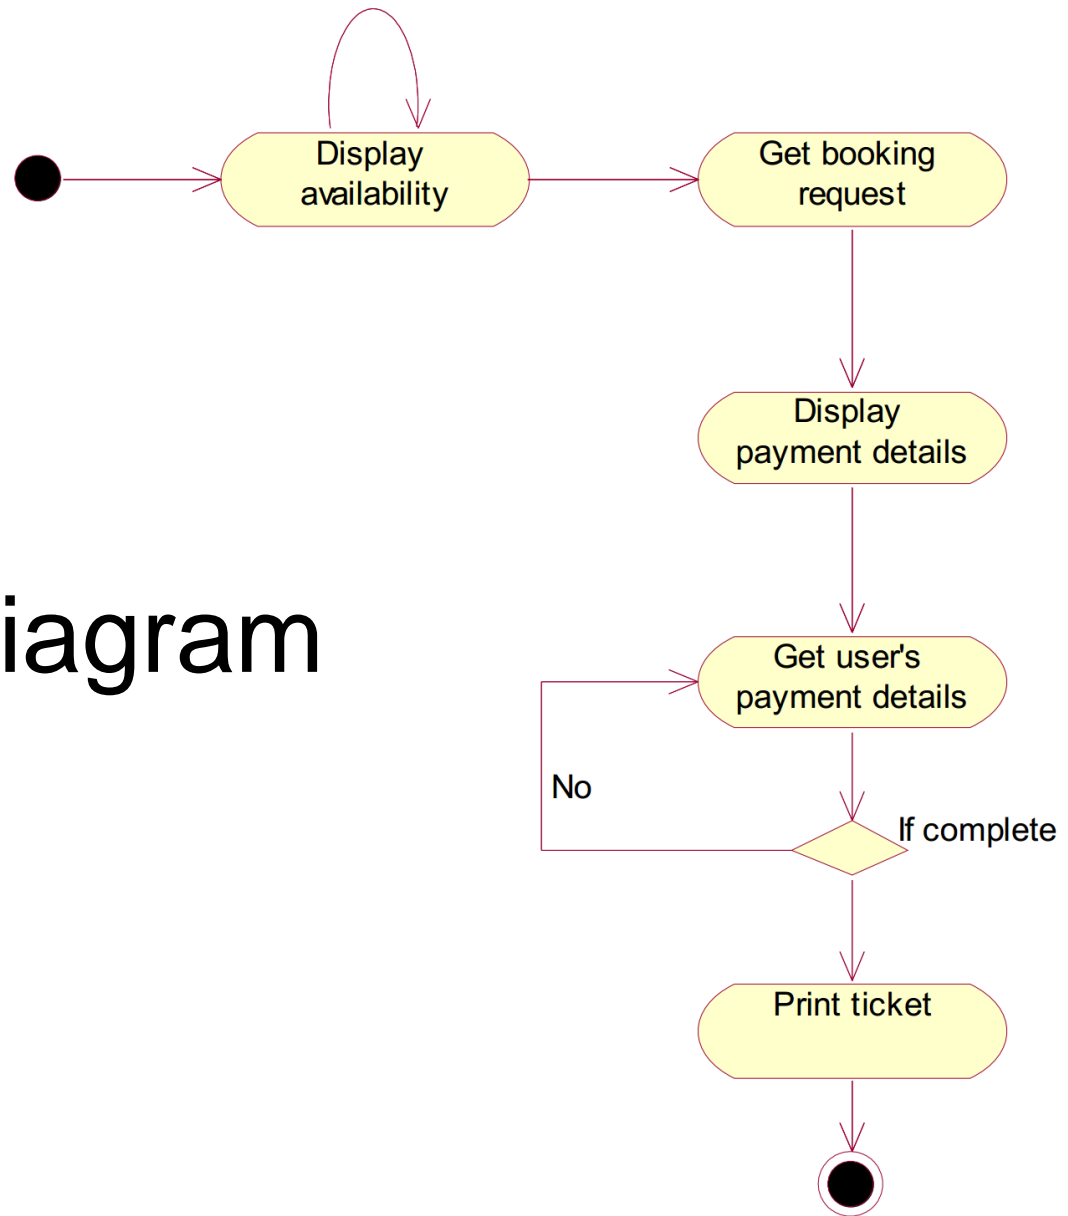 Display
availability
Get booking
request
Display
payment details
iagram
Get user's
payment details
No
If complete
Print ticket